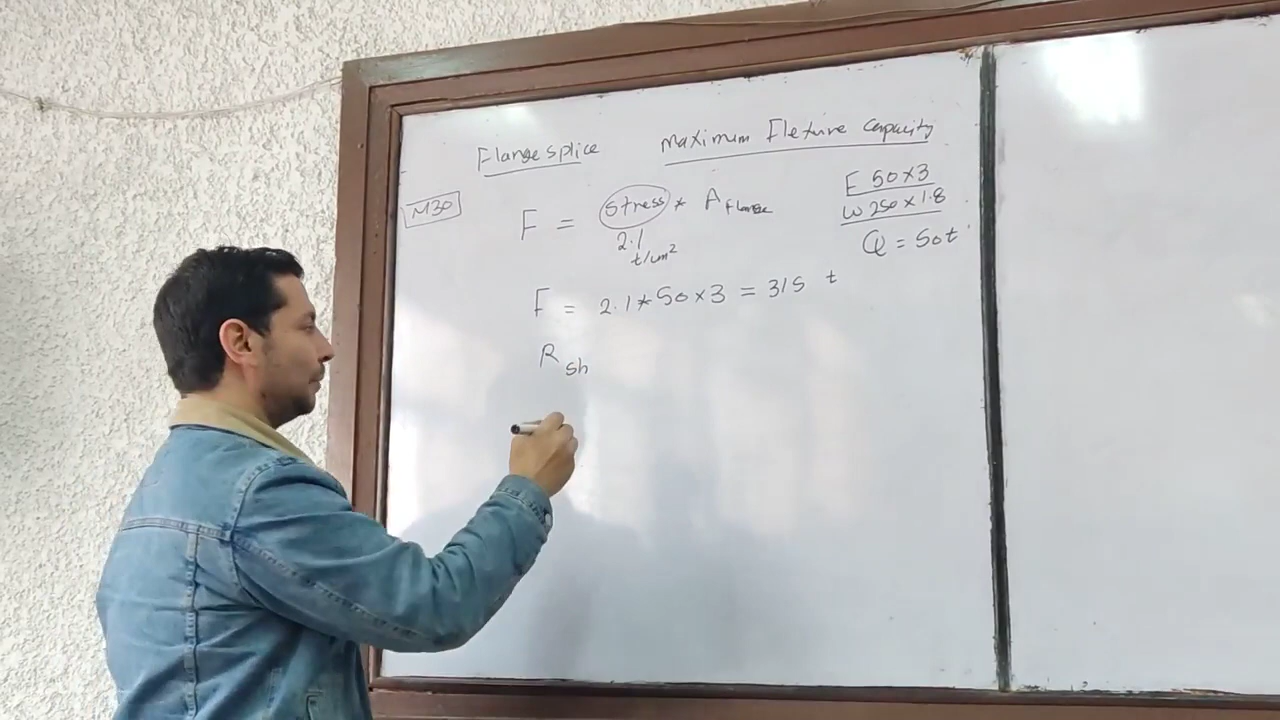 Flange splice maximum Flexure capacity
M30
F = stress * A Flange
2.1 t/cm²
F 50×3
W 250×1.8
Q = 50t
F = 2.1*50×3 = 315 t
R sh